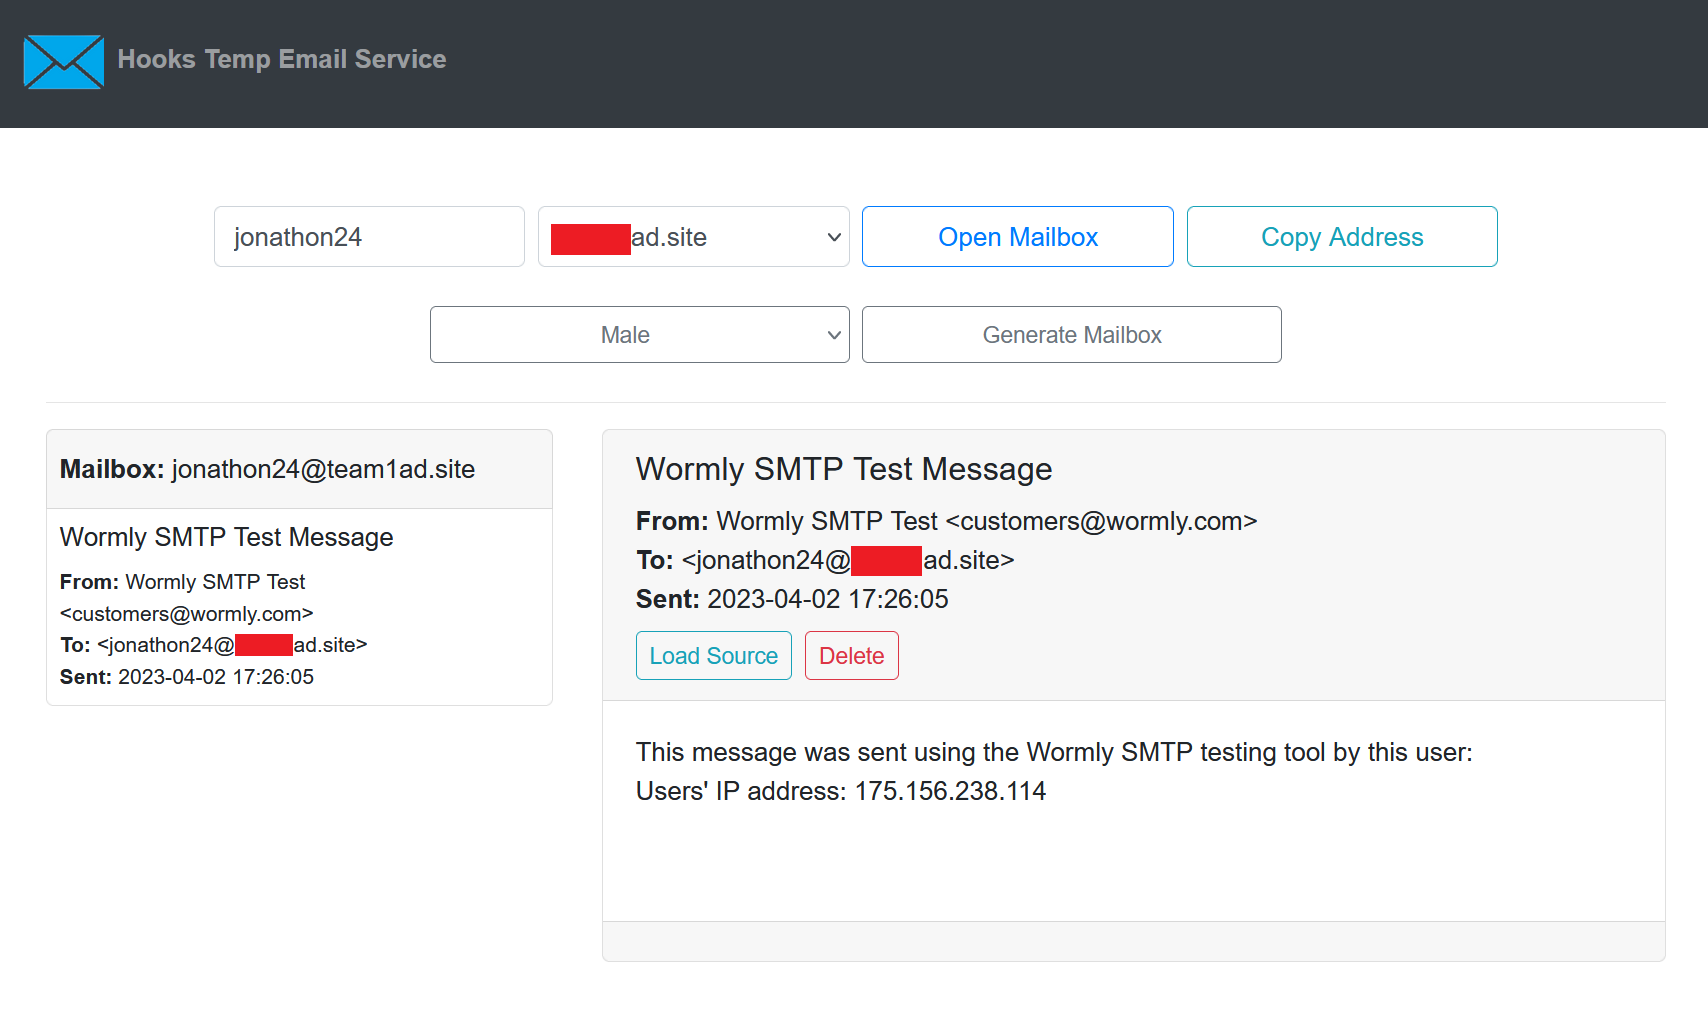 Hooks Temp Email Service
jonathon24
ad.site
Open Mailbox
Copy Address
Male
Generate Mailbox
Mailbox: jonathon24@team1ad.site
Wormly SMTP Test Message
From: Wormly SMTP Test
<customers@wormly.com>
To: <jonathon24@ad.site>
Sent: 2023-04-02 17:26:05
Wormly SMTP Test Message
From: Wormly SMTP Test <customers@wormly.com>
To: <jonathon24@ad.site>
Sent: 2023-04-02 17:26:05
Load Source
Delete
This message was sent using the Wormly SMTP testing tool by this user:
Users' IP address: 175.156.238.114